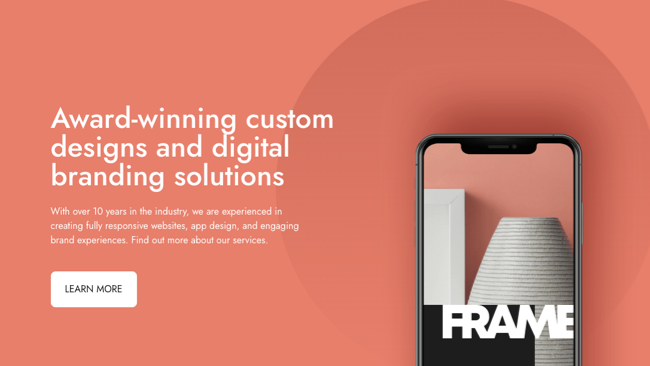 Award-winning custom
designs and digital
branding solutions
With over 10 years in the industry, we are experienced in
creating fully responsive websites, app design, and engaging
brand experiences. Find out more about our services.
LEARN MORE
FRAME